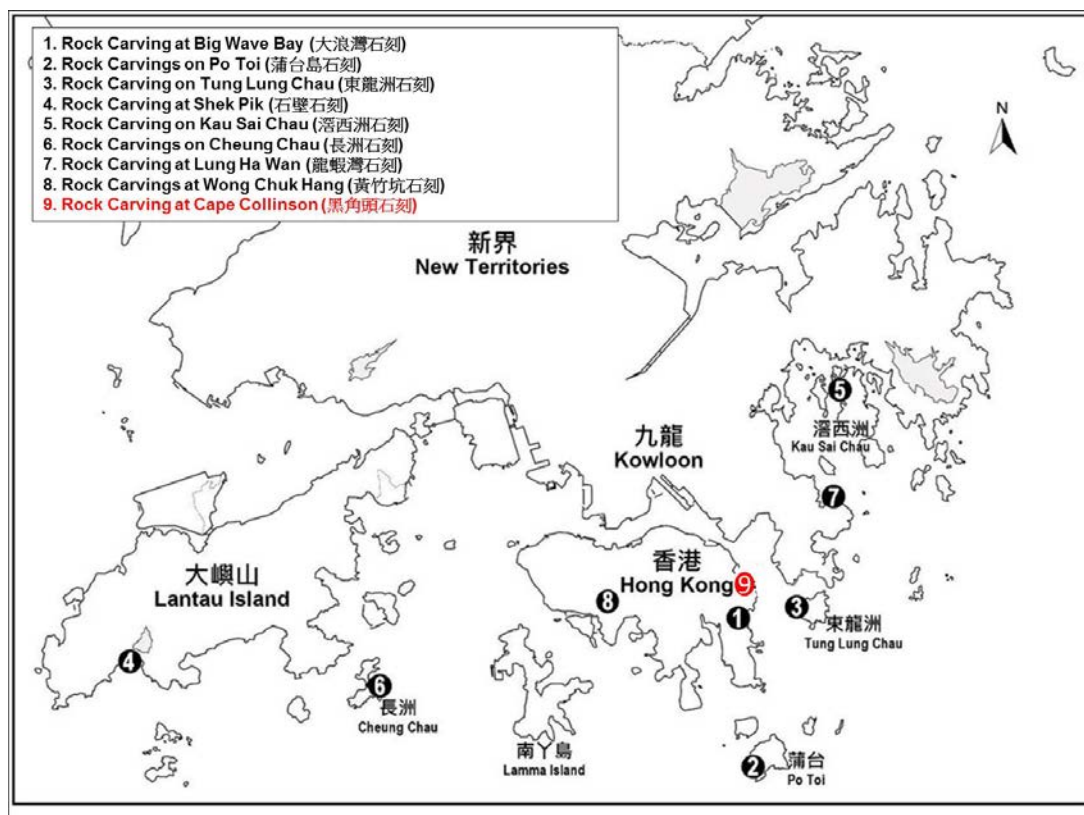 1. Rock Carving at Big Wave Bay (大浪灣石刻)
2. Rock Carvings on Po Toi (蒲台島石刻)
3. Rock Carving on Tung Lung Chau (東龍洲石刻)
4. Rock Carving at Shek Pik (石壁石刻)
5. Rock Carving on Kau Sai Chau (滘西洲石刻)
6. Rock Carvings on Cheung Chau (長洲石刻)
7. Rock Carving at Lung Ha Wan (龍蝦灣石刻)
8. Rock Carvings at Wong Chuk Hang (黃竹坑石刻)
9. Rock Carving at Cape Collinson (黑角頭石刻)
N
新界
New Territories
5
滘西洲
Kau Sai Chau
九龍
Kowloon
7
香港
Hong Kong
9
大嶼山
Lantau Island
8
1
3
東龍洲
Tung Lung Chau
4
6
長洲
Cheung Chau
南丫島
Lamma Island
2
蒲台
Po Toi